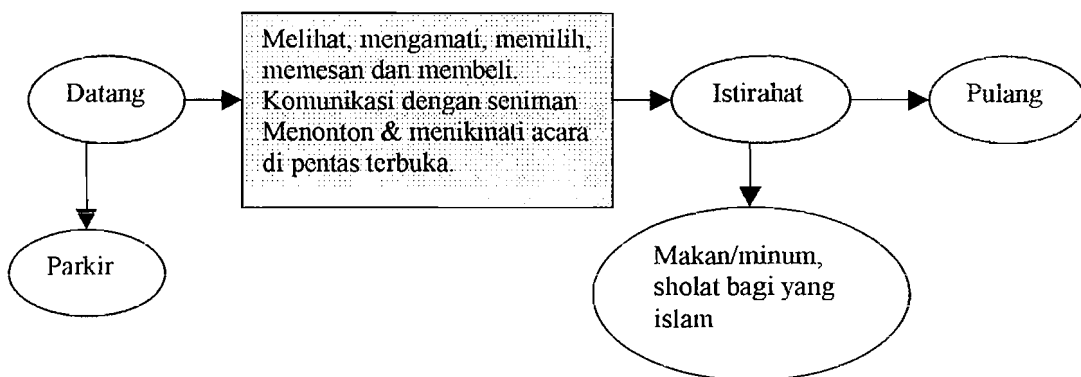 Datang
Melihat, mengamati, memilih,
memesan dan membeli.
Komunikasi dengan seniman
Menonton & menikmati acara
di pentas terbuka.
Istirahat
Pulang
Parkir
Makan/minum,
sholat bagi yang
islam